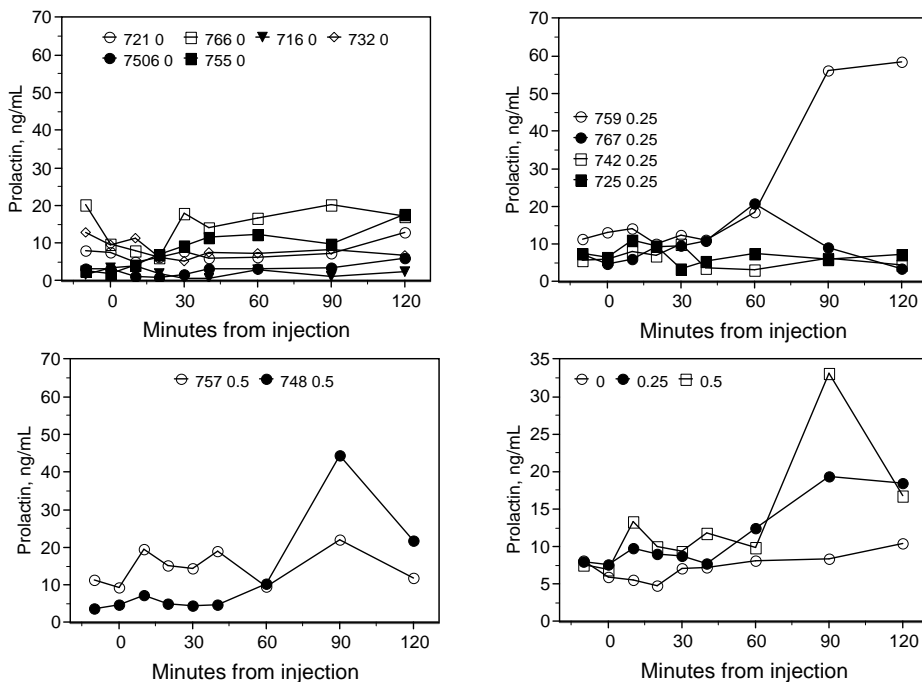 70
60
50
40
30
20
10
0
Prolactin, ng/mL
721 0 766 0 716 0 732 0
7506 0 755 0
0 30 60 90 120
Minutes from injection
70
60
50
40
30
20
10
0
Prolactin, ng/mL
759 0.25
767 0.25
742 0.25
725 0.25
0 30 60 90 120
Minutes from injection
70
60
50
40
30
20
10
0
Prolactin, ng/mL
757 0.5 748 0.5
0 30 60 90 120
Minutes from injection
35
30
25
20
15
10
5
0
Prolactin, ng/mL
0 0.25 0.5
0 30 60 90 120
Minutes from injection